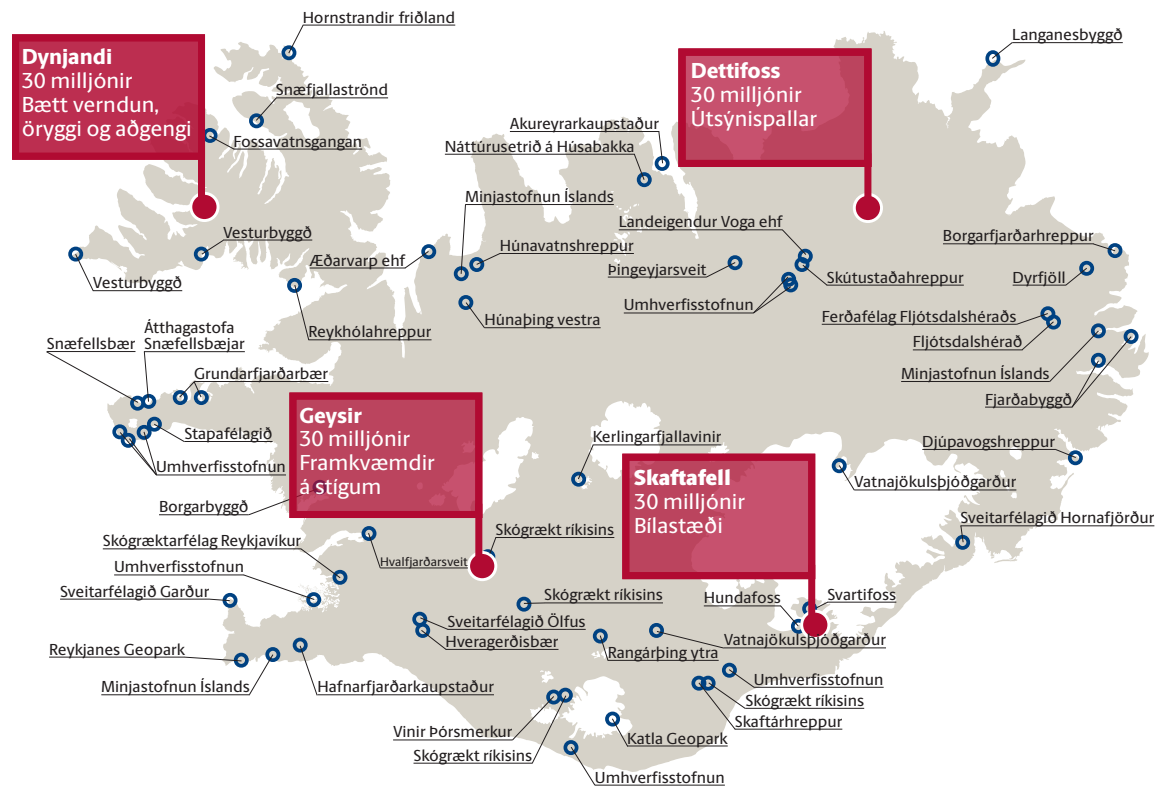 Hornstrandir friðland
Langanesbyggð
Dynjandi
30 milljónir
Bætt verndun,
öryggi og aðgengi
Dettifoss
30 milljónir
Útsýnispallar
Snæfjallaströnd
Fossavatnsgangan
Akureyrarkaupstaður
Náttúrusetrið á Húsabakka
Minjastofnun Íslands
Landeigendur Voga ehf
Vesturbyggð
Húnavatnshreppur
Æðarvarp ehf
Þingeyjarsveit
Borgarfjarðarhreppur
Vesturbyggð
Skútustaðahreppur
Dyrfjöll
Umhverfisstofnun
Húnaþing vestra
Ferðafélag Fljótsdalshéraðs
Reykhólahreppur
Fljótsdalshérað
Átthagastofa
Snæfellsbæjar
Snæfellsbær
Grundarfjarðarbær
Minjastofnun Íslands
Fjarðabyggð
Geysir
30 milljónir
Framkvæmdir
á stígum
Stapafélagið
Kerlingarfjallavinir
Djúpavogshreppur
Umhverfisstofnun
Skaftafell
30 milljónir
Bílastæði
Vatnajökulsþjóðgarður
Borgarbyggð
Sveitarfélagið Hornafjörður
Skógrækt ríkisins
Skógræktarfélag Reykjavíkur
Hvalfjarðarsveit
Umhverfisstofnun
Sveitarfélagið Garður
Skógrækt ríkisins
Hundafoss
Svartifoss
Sveitarfélagið Ölfus
Hveragerðisbær
Vatnajökulsþjóðgarður
Rangárþing ytra
Reykjanes Geopark
Minjastofnun Íslands
Hafnarfjarðarkaupstaður
Umhverfisstofnun
Skógrækt ríkisins
Skaftárhreppur
Vinir Þórsmerkur
Katla Geopark
Skógrækt ríkisins
Umhverfisstofnun